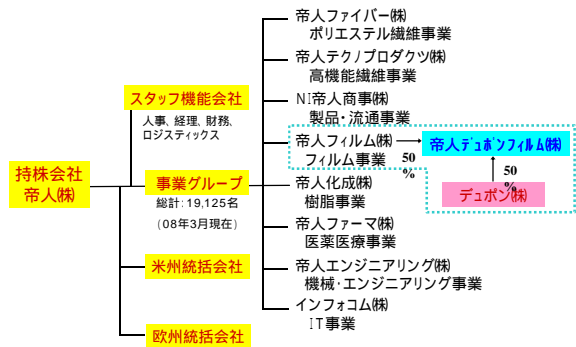 帝人ファイバー㈱
ポリエステル繊維事業
帝人テクノプロダクツ㈱
高機能繊維事業
スタッフ機能会社
人事、経理、財務、
ロジスティックス
NI帝人商事㈱
製品・流通事業
帝人フィルム㈱
フィルム事業
50
%
帝人デュポンフィルム㈱
50
%
デュポン㈱
持株会社
帝人㈱
事業グループ
総計：19,125名
(08年3月現在)
帝人化成㈱
樹脂事業
帝人ファーマ㈱
医薬医療事業
米州統括会社
帝人エンジニアリング㈱
機械・エンジニアリング事業
インフォコム㈱
IT事業
欧州統括会社